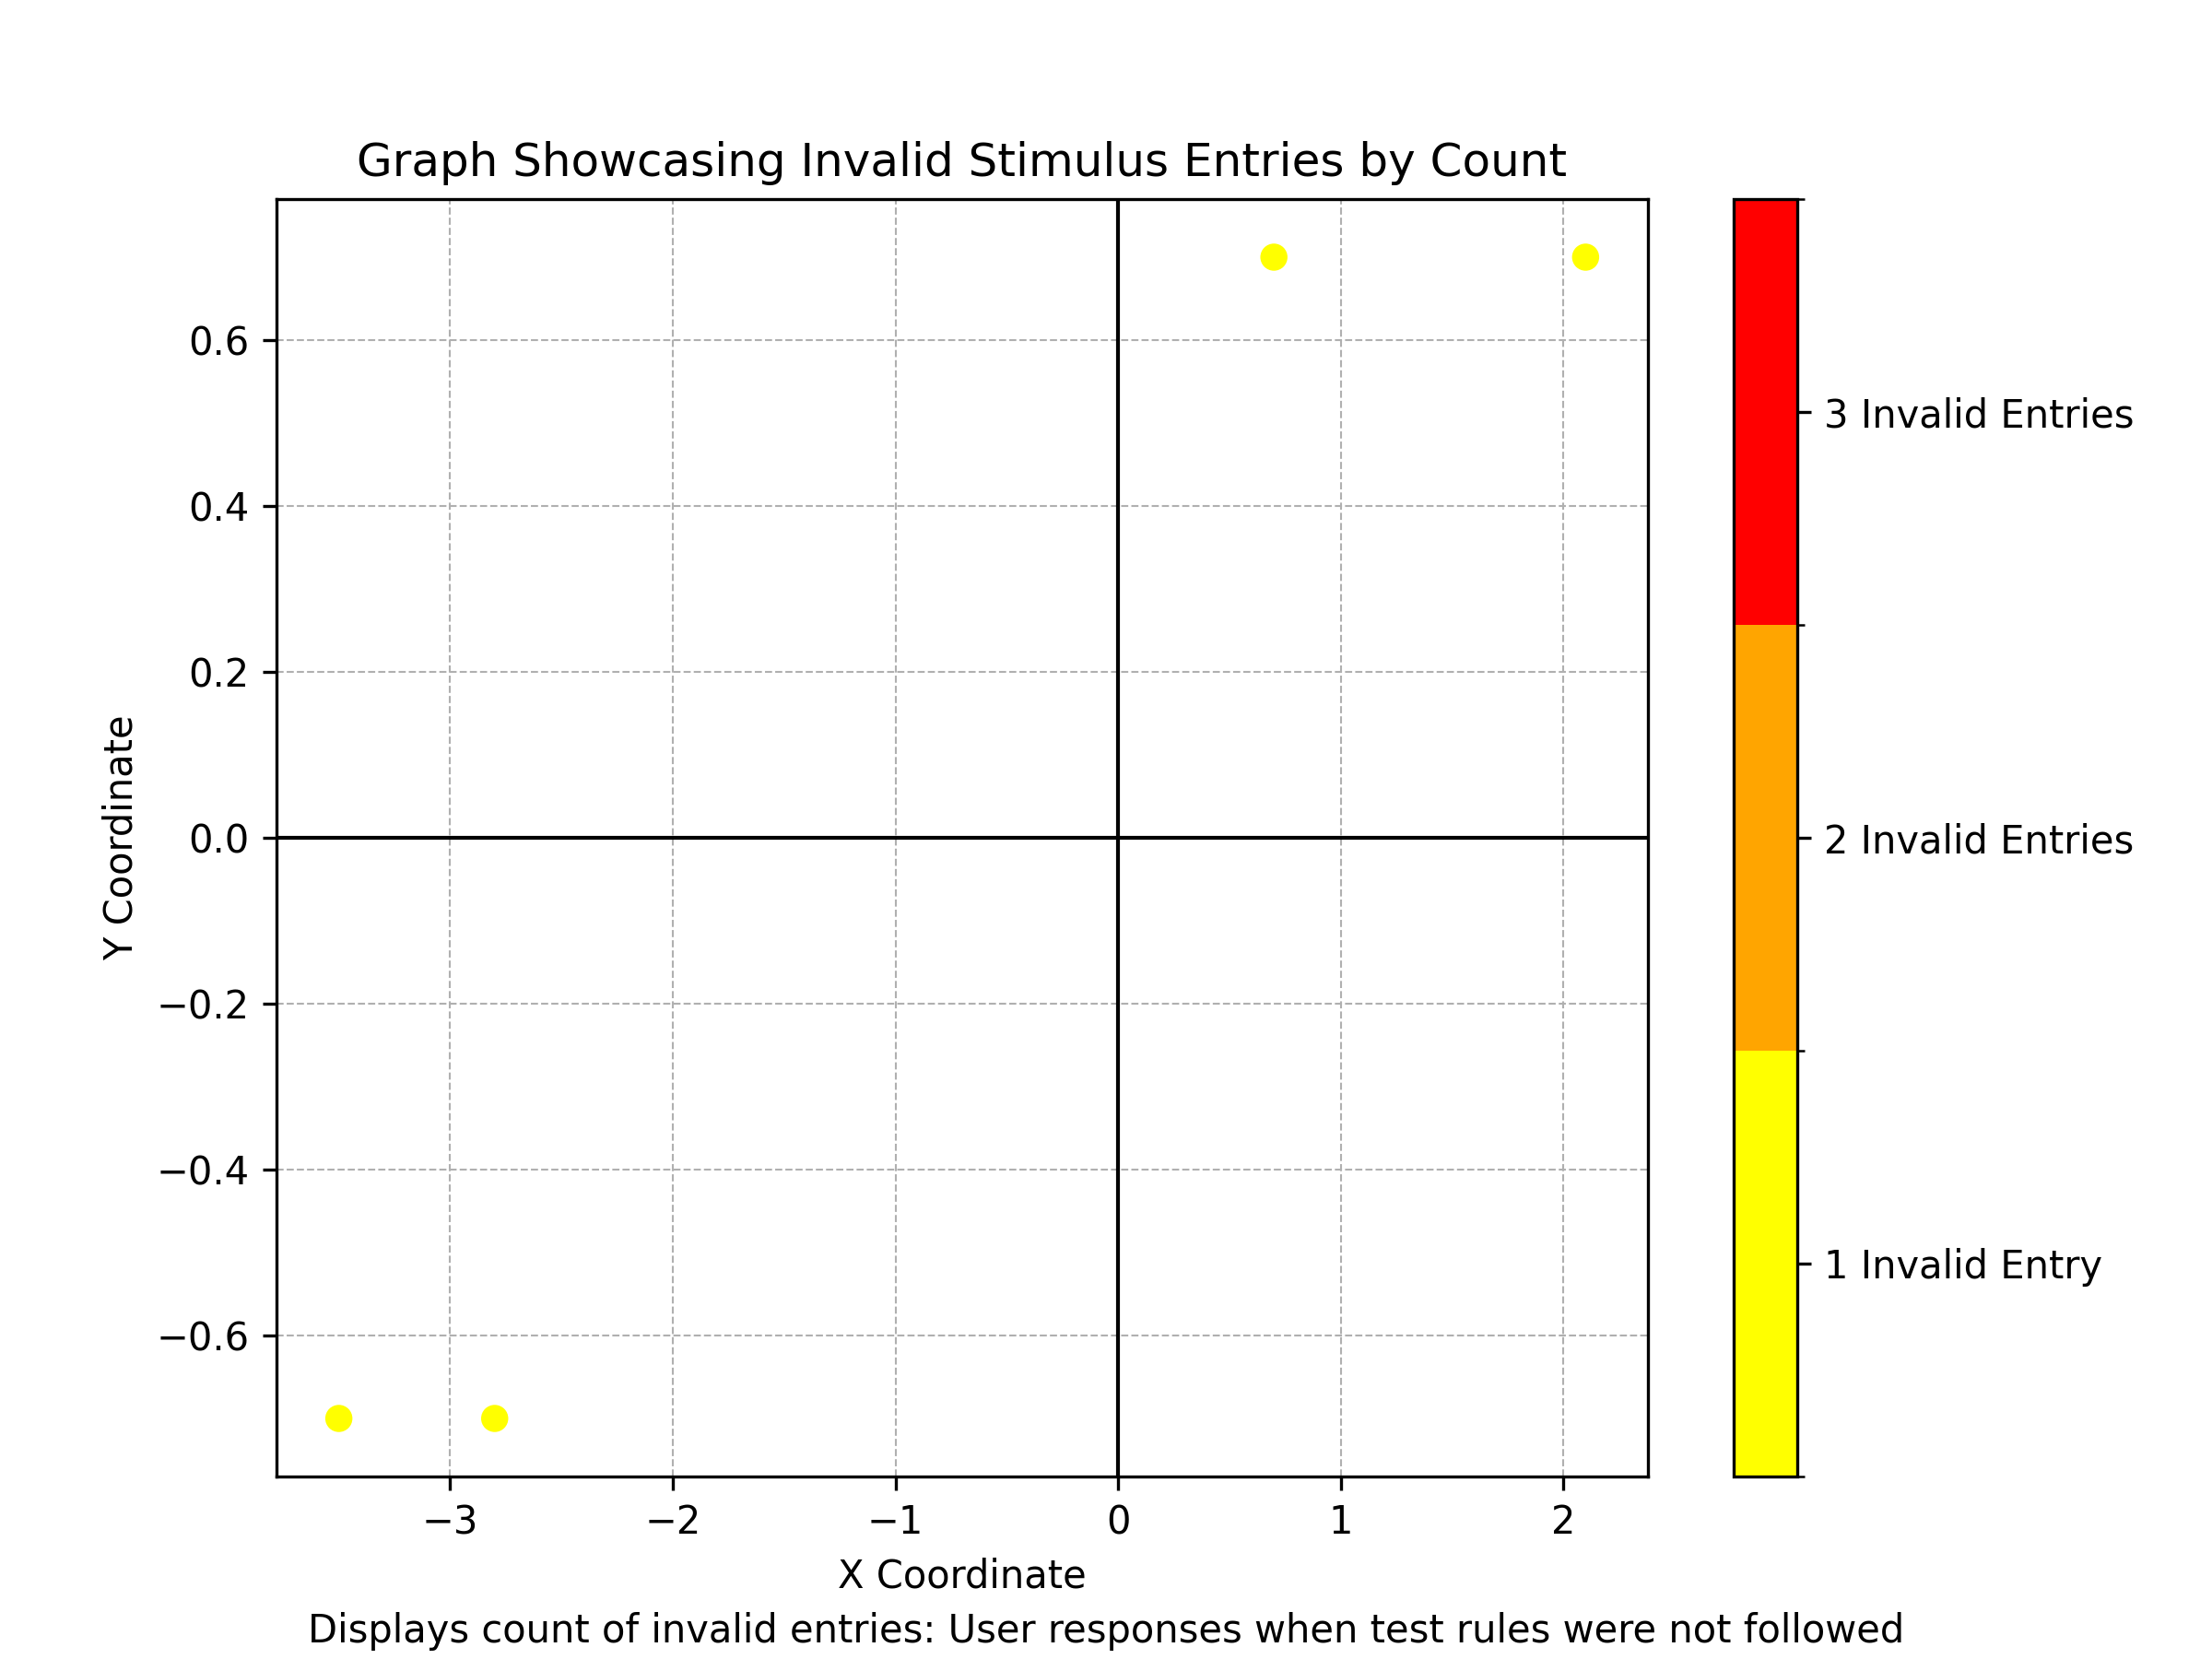 Graph Showcasing Invalid Stimulus Entries by Count
0.6
0.4
0.2
0.0
−0.2
−0.4
−0.6
Y Coordinate
−3
−2
−1
0
1
2
X Coordinate
3 Invalid Entries
2 Invalid Entries
1 Invalid Entry
Displays count of invalid entries: User responses when test rules were not followed